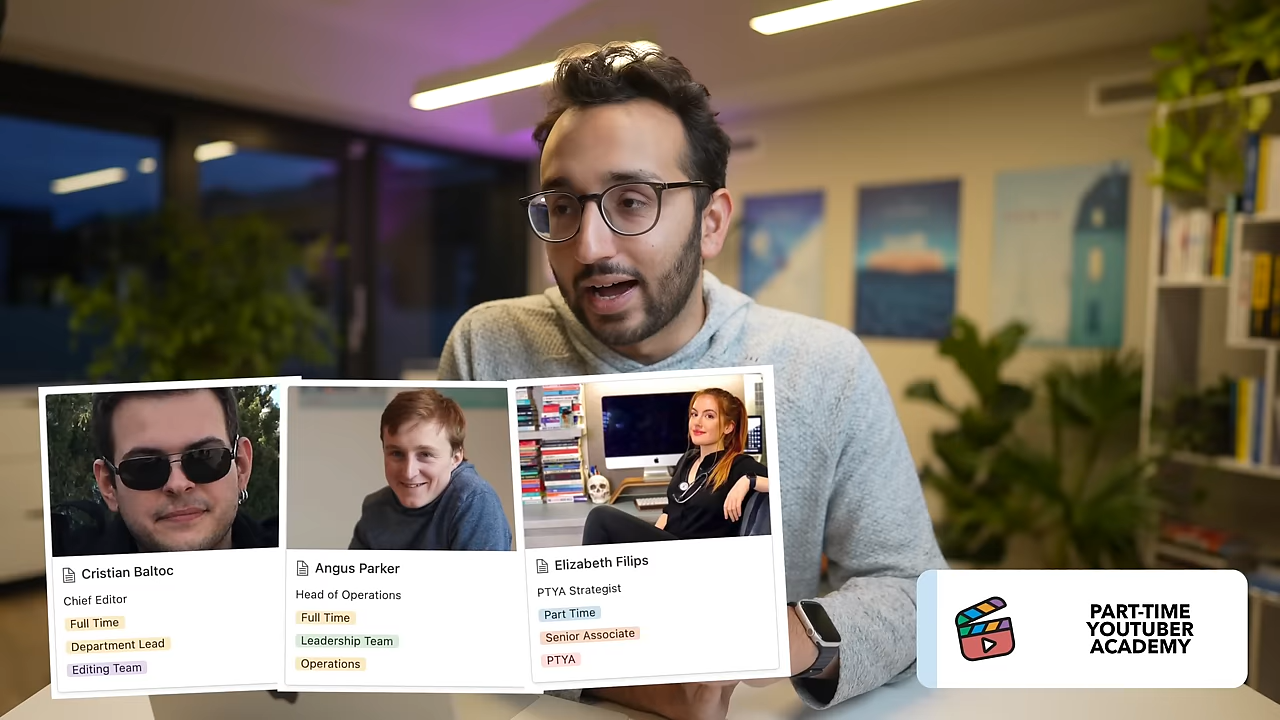 Cristian Baltoc
Chief Editor
Full Time
Department Lead
Editing Team
Angus Parker
Head of Operations
Full Time
Leadership Team
Operations
Elizabeth Filips
PTYA Strategist
Part Time
Senior Associate
PTYA
PART-TIME
YOUTUBER
ACADEMY